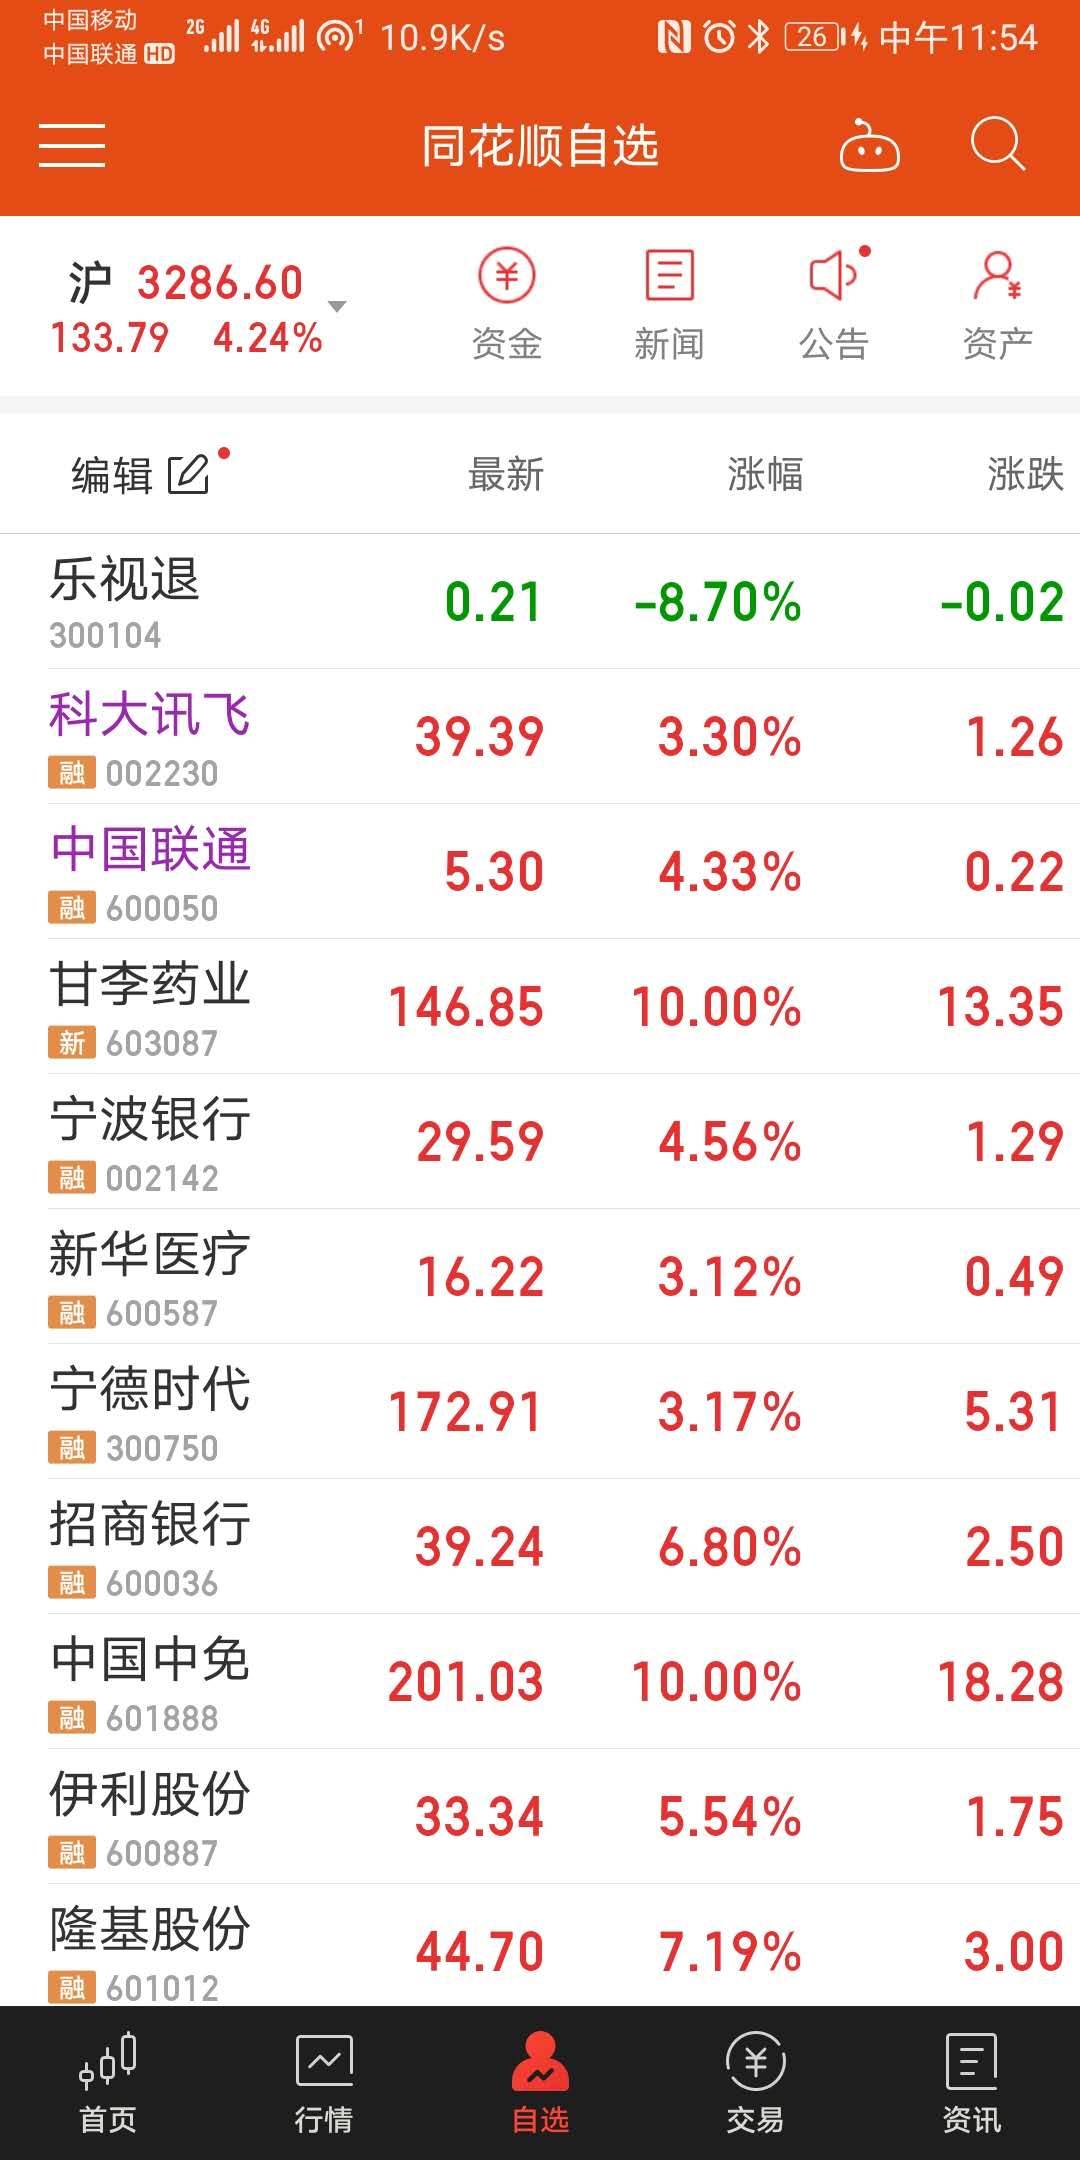 中国移动
中国联通 HD 2G 4G 1 10.9K/s 26 中午11:54
同花顺自选
沪 3286.60
133.79 4.24%
资金 新闻 公告 资产
编辑 最新 涨幅 涨跌
乐视退
300104
0.21 -8.70% -0.02
科大讯飞
融 002230
39.39 3.30% 1.26
中国联通
融 600050
5.30 4.33% 0.22
甘李药业
新 603087
146.85 10.00% 13.35
宁波银行
融 002142
29.59 4.56% 1.29
新华医疗
融 600587
16.22 3.12% 0.49
宁德时代
融 300750
172.91 3.17% 5.31
招商银行
融 600036
39.24 6.80% 2.50
中国中免
融 601888
201.03 10.00% 18.28
伊利股份
融 600887
33.34 5.54% 1.75
隆基股份
融 601012
44.70 7.19% 3.00
首页 行情 自选 交易 资讯